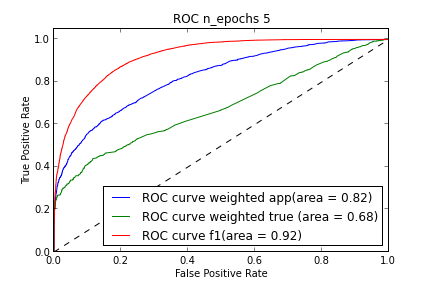 ROC n_epochs 5
True Positive Rate
1.0
0.8
0.6
0.4
0.2
0.0
ROC curve weighted app(area = 0.82)
ROC curve weighted true (area = 0.68)
ROC curve f1(area = 0.92)
0.0 0.2 0.4 0.6 0.8 1.0
False Positive Rate